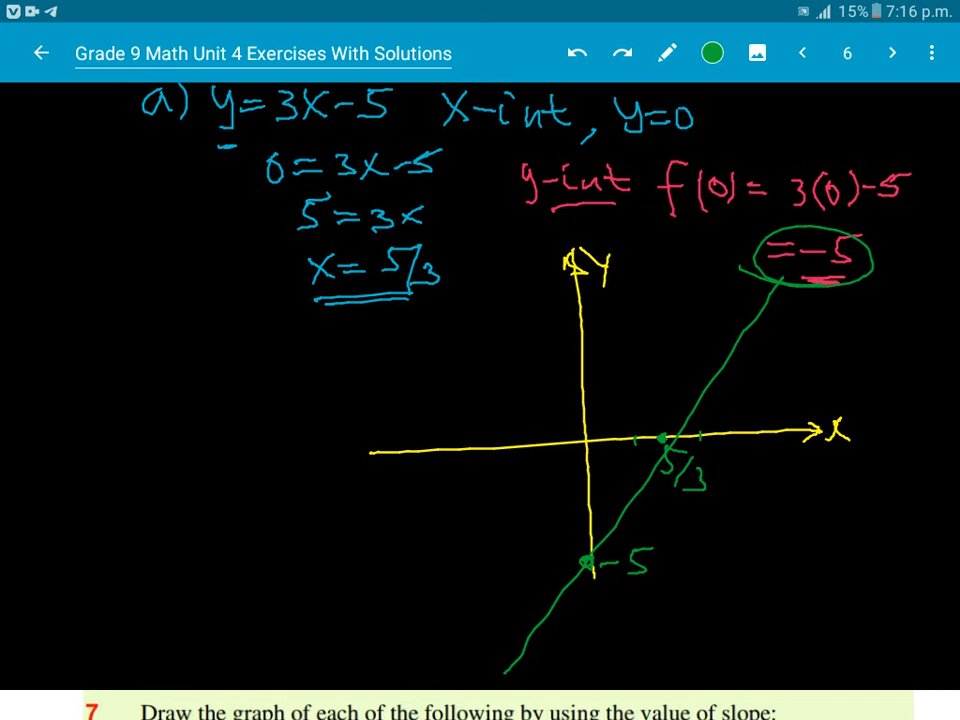 15% 7:16 p.m.
Grade 9 Math Unit 4 Exercises With Solutions 6
a) y=3x-5 x-int, y=0
0=3x-5
y-int f(0)=3(0)-5
5=3x
=-5
x=5/3
Y
X
5/3
-5
7 Draw the graph of each of the following by using the value of slope: